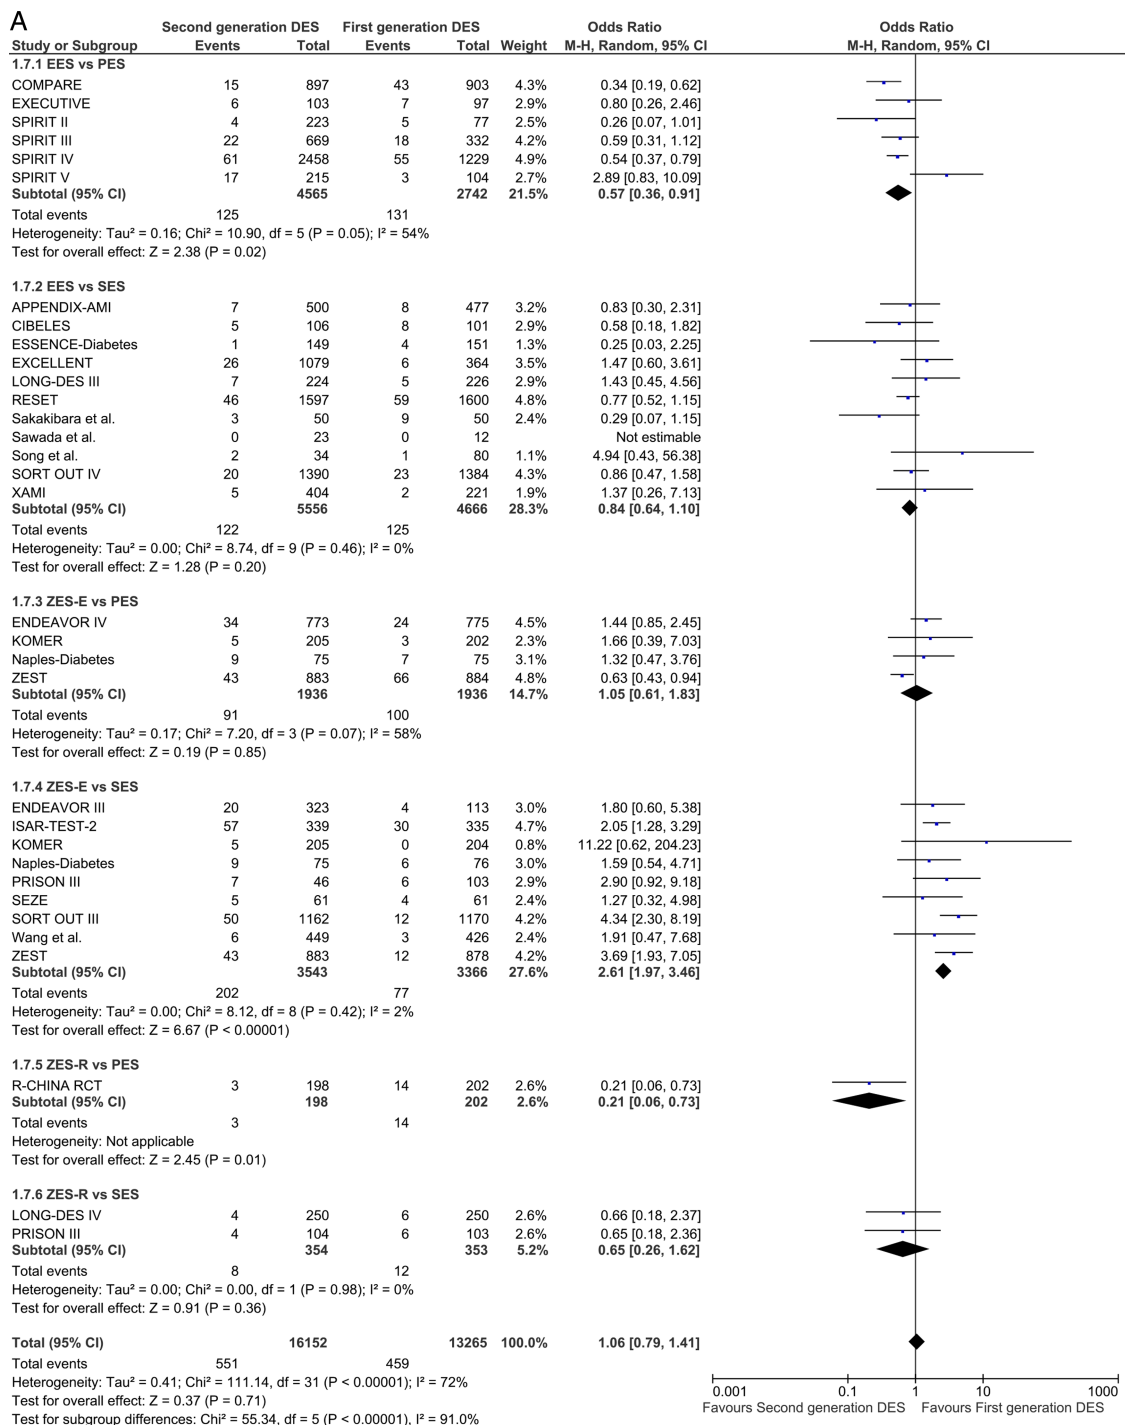 A
Second generation DES First generation DES Odds Ratio Odds Ratio
Study or Subgroup Events Total Events Total Weight M-H, Random, 95% CI M-H, Random, 95% CI
1.7.1 EES vs PES
COMPARE 15 897 43 903 4.3% 0.34 [0.19, 0.62]
EXECUTIVE 6 103 7 97 2.9% 0.80 [0.26, 2.46]
SPIRIT II 4 223 5 77 2.5% 0.26 [0.07, 1.01]
SPIRIT III 22 669 18 332 4.2% 0.59 [0.31, 1.12]
SPIRIT IV 61 2458 55 1229 4.9% 0.54 [0.37, 0.79]
SPIRIT V 17 215 3 104 2.7% 2.89 [0.83, 10.09]
Subtotal (95% CI) 4565 2742 21.5% 0.57 [0.36, 0.91]
Total events 125 131
Heterogeneity: Tau² = 0.16; Chi² = 10.90, df = 5 (P = 0.05); I² = 54%
Test for overall effect: Z = 2.38 (P = 0.02)
1.7.2 EES vs SES
APPENDIX-AMI 7 500 8 477 3.2% 0.83 [0.30, 2.31]
CIBELES 5 106 8 101 2.9% 0.58 [0.18, 1.82]
ESSENCE-Diabetes 1 149 4 151 1.3% 0.25 [0.03, 2.25]
EXCELLENT 26 1079 6 364 3.5% 1.47 [0.60, 3.61]
LONG-DES III 7 224 5 226 2.9% 1.43 [0.45, 4.56]
RESET 46 1597 59 1600 4.8% 0.77 [0.52, 1.15]
Sakakibara et al. 3 50 9 50 2.4% 0.29 [0.07, 1.15]
Sawada et al. 0 23 0 12 Not estimable
Song et al. 2 34 1 80 1.1% 4.94 [0.43, 56.38]
SORT OUT IV 20 1390 23 1384 4.3% 0.86 [0.47, 1.58]
XAMI 5 404 2 221 1.9% 1.37 [0.26, 7.13]
Subtotal (95% CI) 5556 4666 28.3% 0.84 [0.64, 1.10]
Total events 122 125
Heterogeneity: Tau² = 0.00; Chi² = 8.74, df = 9 (P = 0.46); I² = 0%
Test for overall effect: Z = 1.28 (P = 0.20)
1.7.3 ZES-E vs PES
ENDEAVOR IV 34 773 24 775 4.5% 1.44 [0.85, 2.45]
KOMER 5 205 3 202 2.3% 1.66 [0.39, 7.03]
Naples-Diabetes 9 75 7 75 3.1% 1.32 [0.47, 3.76]
ZEST 43 883 66 884 4.8% 0.63 [0.43, 0.94]
Subtotal (95% CI) 1936 1936 14.7% 1.05 [0.61, 1.83]
Total events 91 100
Heterogeneity: Tau² = 0.17; Chi² = 7.20, df = 3 (P = 0.07); I² = 58%
Test for overall effect: Z = 0.19 (P = 0.85)
1.7.4 ZES-E vs SES
ENDEAVOR III 20 323 4 113 3.0% 1.80 [0.60, 5.38]
ISAR-TEST-2 57 339 30 335 4.7% 2.05 [1.28, 3.29]
KOMER 5 205 0 204 0.8% 11.22 [0.62, 204.23]
Naples-Diabetes 9 75 6 76 3.0% 1.59 [0.54, 4.71]
PRISON III 7 46 6 103 2.9% 2.90 [0.92, 9.18]
SEZE 5 61 4 61 2.4% 1.27 [0.32, 4.98]
SORT OUT III 50 1162 12 1170 4.2% 4.34 [2.30, 8.19]
Wang et al. 6 449 3 426 2.4% 1.91 [0.47, 7.68]
ZEST 43 883 12 878 4.2% 3.69 [1.93, 7.05]
Subtotal (95% CI) 3543 3366 27.6% 2.61 [1.97, 3.46]
Total events 202 77
Heterogeneity: Tau² = 0.00; Chi² = 8.12, df = 8 (P = 0.42); I² = 2%
Test for overall effect: Z = 6.67 (P < 0.00001)
1.7.5 ZES-R vs PES
R-CHINA RCT 3 198 14 202 2.6% 0.21 [0.06, 0.73]
Subtotal (95% CI) 198 202 2.6% 0.21 [0.06, 0.73]
Total events 3 14
Heterogeneity: Not applicable
Test for overall effect: Z = 2.45 (P = 0.01)
1.7.6 ZES-R vs SES
LONG-DES IV 4 250 6 250 2.6% 0.66 [0.18, 2.37]
PRISON III 4 104 6 103 2.6% 0.65 [0.18, 2.36]
Subtotal (95% CI) 354 353 5.2% 0.65 [0.26, 1.62]
Total events 8 12
Heterogeneity: Tau² = 0.00; Chi² = 0.00, df = 1 (P = 0.98); I² = 0%
Test for overall effect: Z = 0.91 (P = 0.36)
Total (95% CI) 16152 13265 100.0% 1.06 [0.79, 1.41]
Total events 551 459
Heterogeneity: Tau² = 0.41; Chi² = 111.14, df = 31 (P < 0.00001); I² = 72%
Test for overall effect: Z = 0.37 (P = 0.71)
Test for subgroup differences: Chi² = 55.34, df = 5 (P < 0.00001), I² = 91.0%
0.001 0.1 1 10 1000
Favours Second generation DES Favours First generation DES